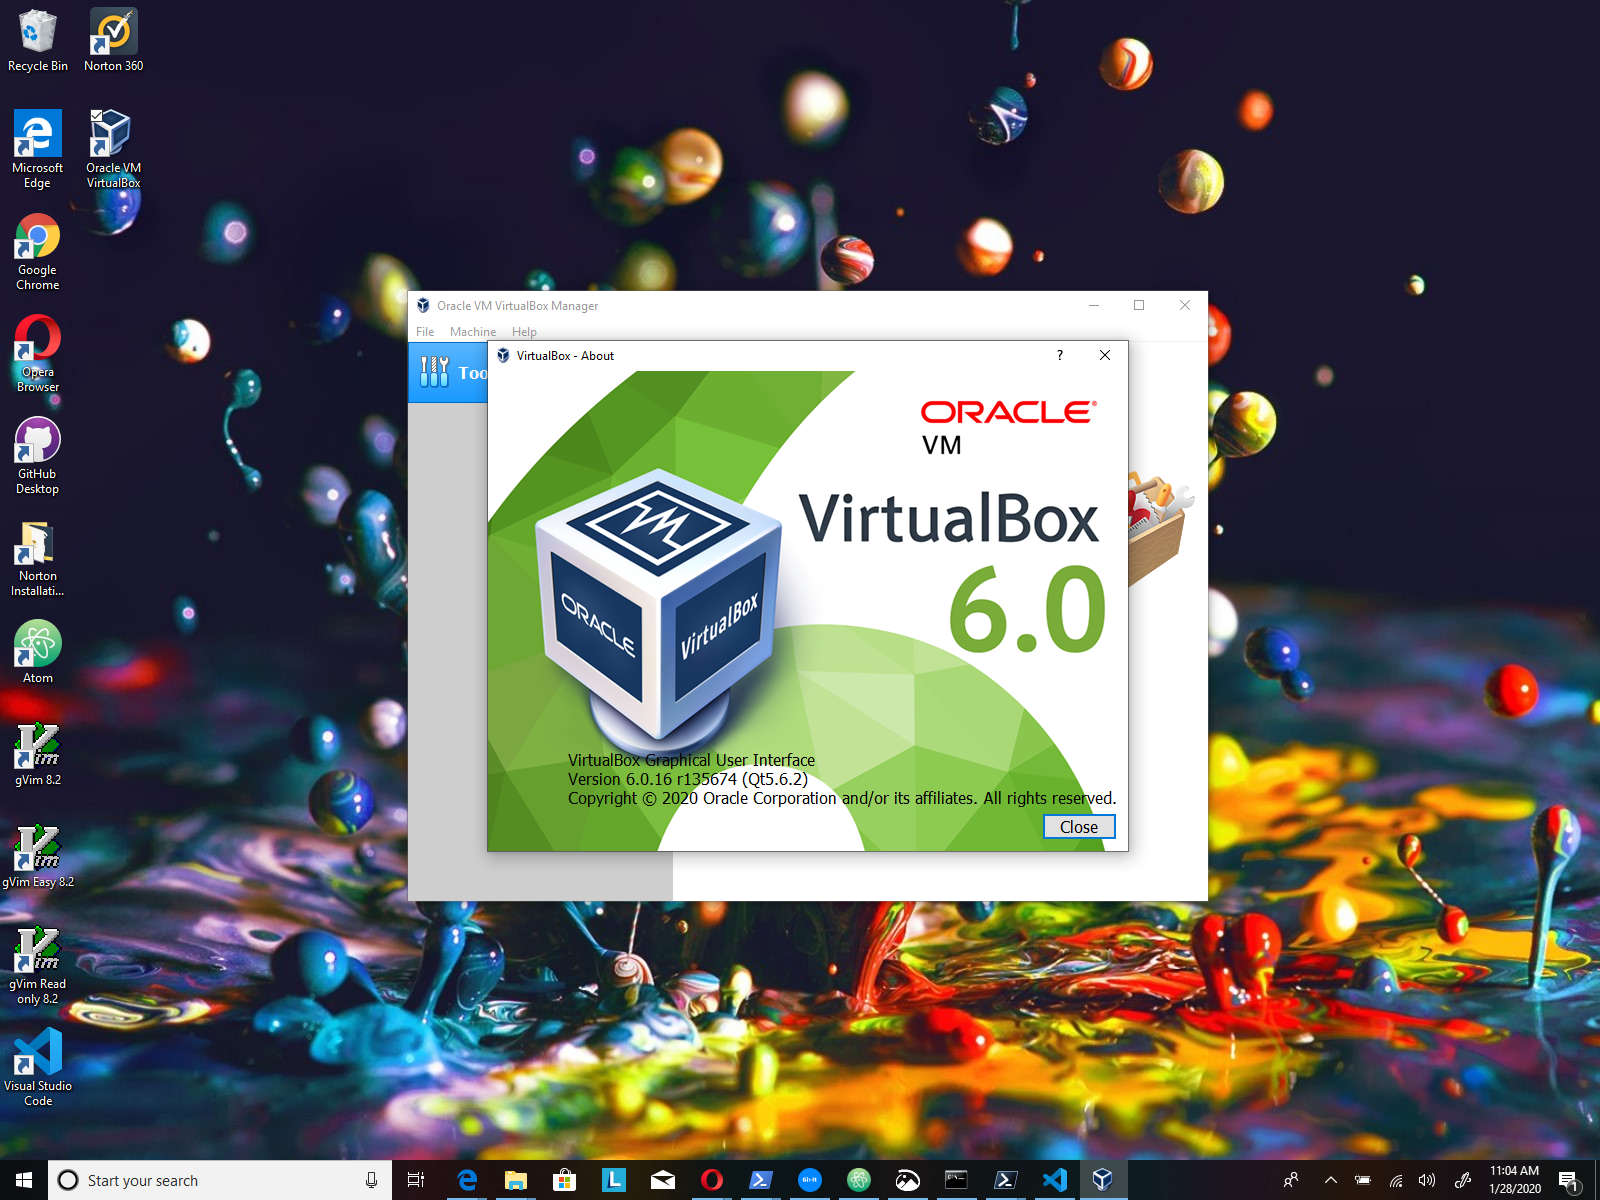 Recycle Bin
Norton 360
Microsoft
Edge
Oracle VM
VirtualBox
Google
Chrome
Opera
Browser
GitHub
Desktop
Norton
Installati...
Atom
gVim 8.2
gVim Easy 8.2
gVim Read
only 8.2
Visual Studio
Code
Oracle VM VirtualBox Manager
File Machine Help
Too
VirtualBox - About
?
ORACLE®
VM
VirtualBox
6.0
ORACLE
VirtualBox
VirtualBox Graphical User Interface
Version 6.0.16 r135674 (Qt5.6.2)
Copyright © 2020 Oracle Corporation and/or its affiliates. All rights reserved.
Close
Start your search
L
Git-It
11:04 AM
1/28/2020
1